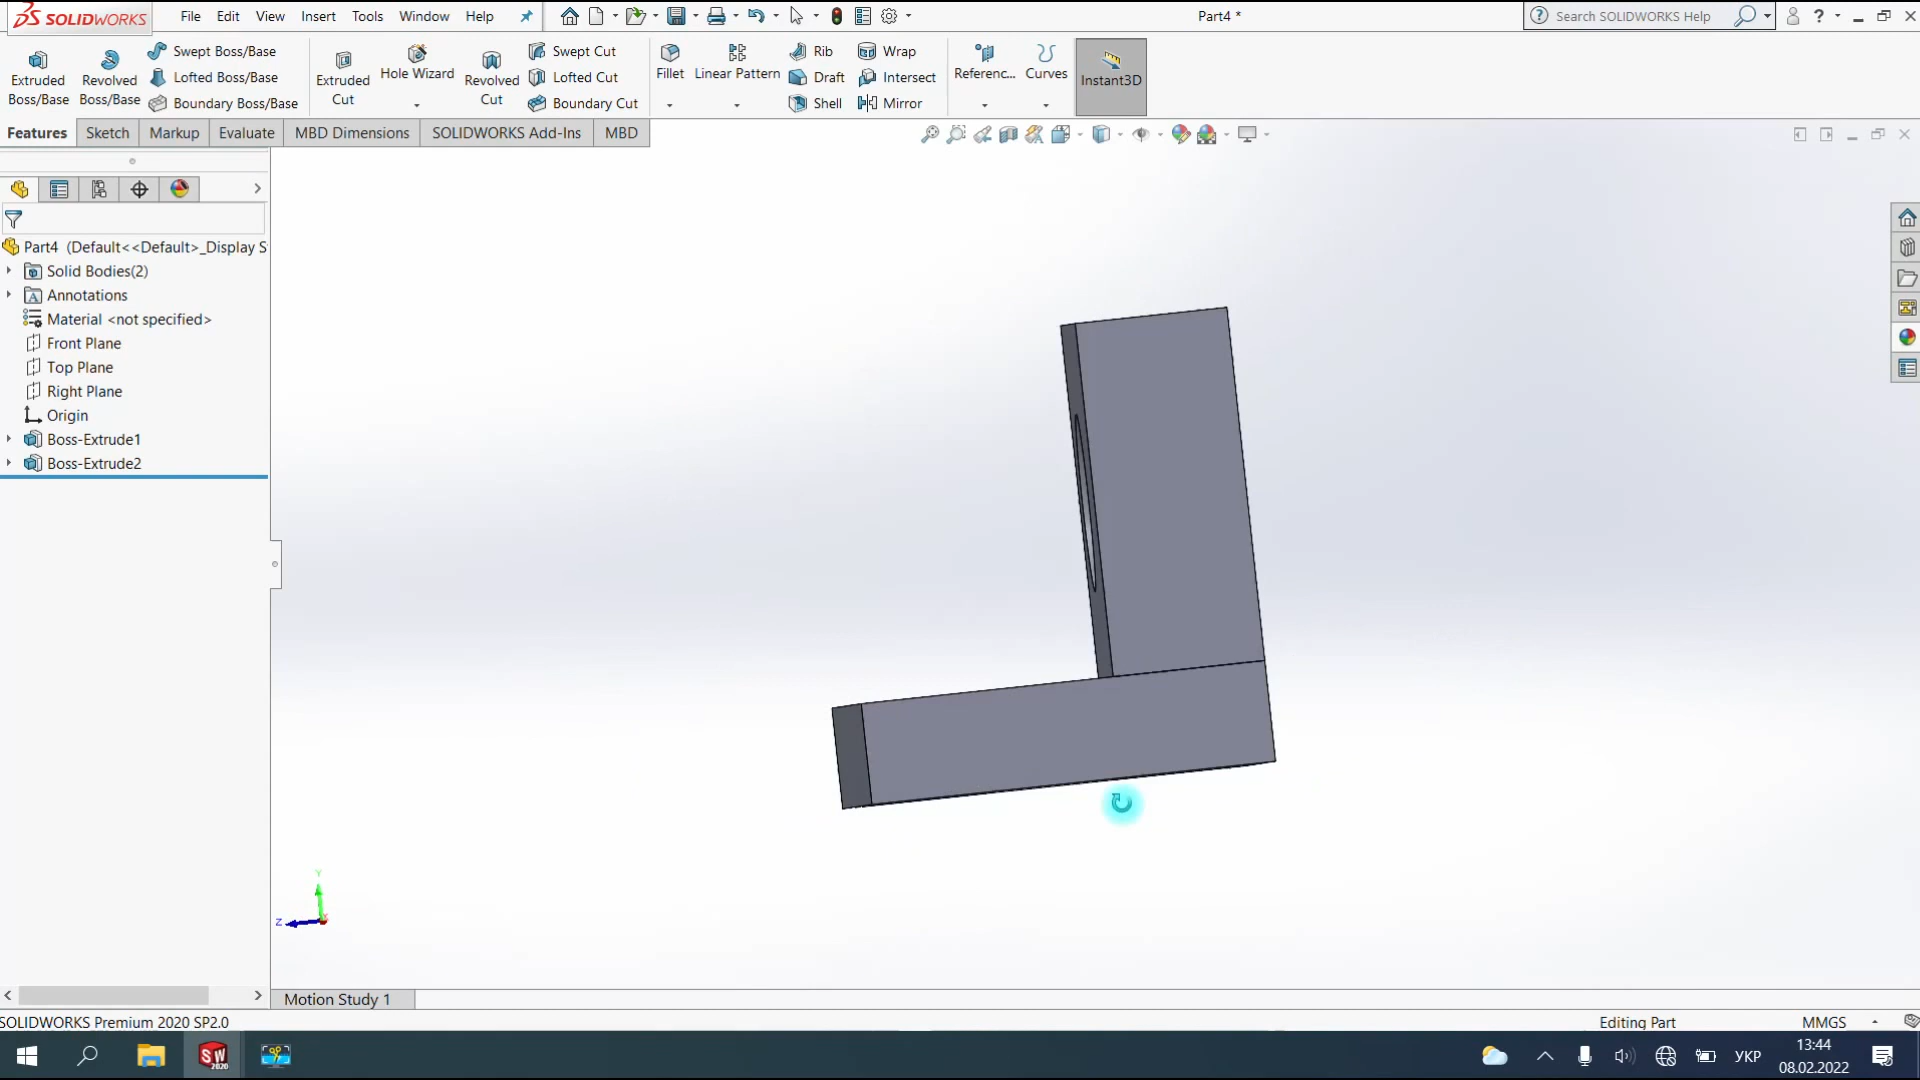 SOLIDWORKS File Edit View Insert Tools Window Help Part4 * Search SOLIDWORKS Help ?
Extruded Boss/Base
Revolved Boss/Base
Swept Boss/Base
Lofted Boss/Base
Boundary Boss/Base
Extruded Cut
Hole Wizard
Revolved Cut
Swept Cut
Lofted Cut
Boundary Cut
Fillet
Linear Pattern
Rib
Draft
Shell
Wrap
Intersect
Mirror
Referenc...
Curves
Instant3D
Features Sketch Markup Evaluate MBD Dimensions SOLIDWORKS Add-Ins MBD
Part4 (Default<<Default>_Display S
Solid Bodies(2)
Annotations
Material <not specified>
Front Plane
Top Plane
Right Plane
Origin
Boss-Extrude1
Boss-Extrude2
Y
Z
Motion Study 1
SOLIDWORKS Premium 2020 SP2.0 Editing Part MMGS
SW 2020
УКР
13:44
08.02.2022